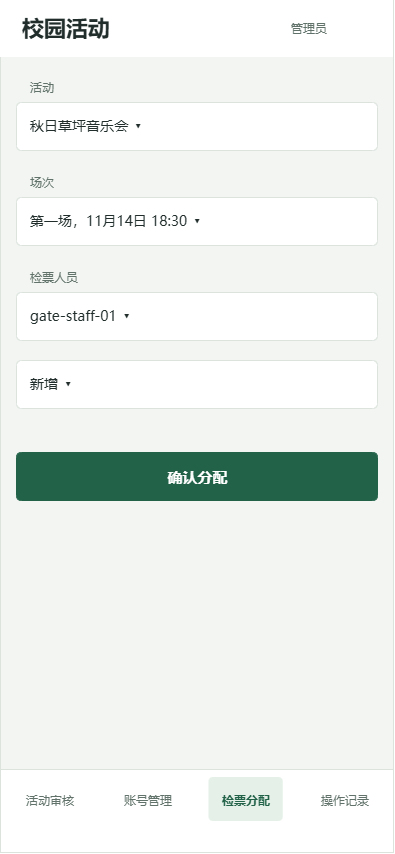 校园活动
管理员
活动
秋日草坪音乐会 ▾
场次
第一场，11月14日 18:30 ▾
检票人员
gate-staff-01 ▾
新增 ▾
确认分配
活动审核 账号管理 检票分配 操作记录